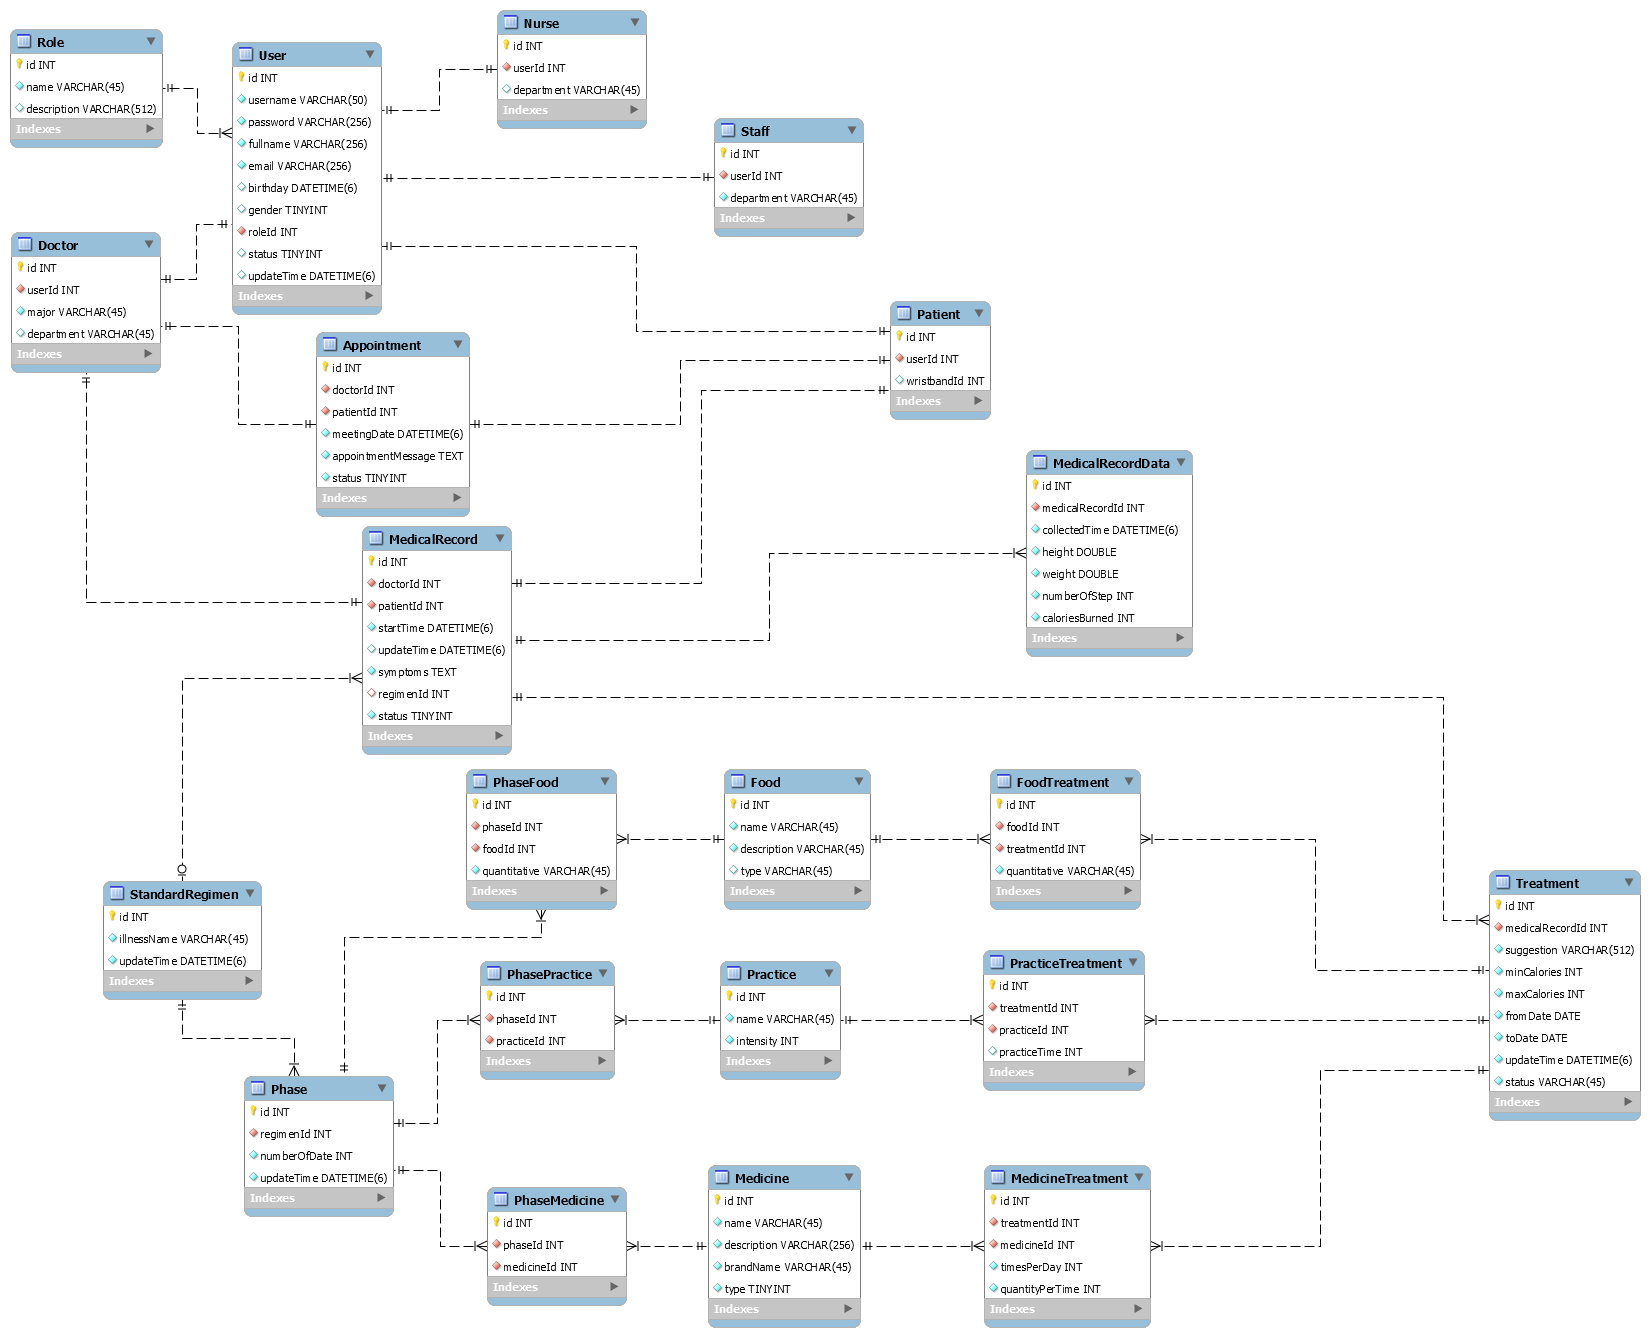 Role
id INT
name VARCHAR(45)
description VARCHAR(512)
Indexes
User
id INT
username VARCHAR(50)
password VARCHAR(256)
fullname VARCHAR(256)
email VARCHAR(256)
birthday DATETIME(6)
gender TINYINT
roleId INT
status TINYINT
updateTime DATETIME(6)
Indexes
Nurse
id INT
userId INT
department VARCHAR(45)
Indexes
Staff
id INT
userId INT
department VARCHAR(45)
Indexes
Doctor
id INT
userId INT
major VARCHAR(45)
department VARCHAR(45)
Indexes
Appointment
id INT
doctorId INT
patientId INT
meetingDate DATETIME(6)
appointmentMessage TEXT
status TINYINT
Indexes
Patient
id INT
userId INT
wristbandId INT
Indexes
MedicalRecordData
id INT
medicalRecordId INT
collectedTime DATETIME(6)
height DOUBLE
weight DOUBLE
numberOfStep INT
caloriesBurned INT
Indexes
MedicalRecord
id INT
doctorId INT
patientId INT
startTime DATETIME(6)
updateTime DATETIME(6)
symptoms TEXT
regimenId INT
status TINYINT
Indexes
PhaseFood
id INT
phaseId INT
foodId INT
quantitative VARCHAR(45)
Indexes
Food
id INT
name VARCHAR(45)
description VARCHAR(45)
type VARCHAR(45)
Indexes
FoodTreatment
id INT
foodId INT
treatmentId INT
quantitative VARCHAR(45)
Indexes
StandardRegimen
id INT
illnessName VARCHAR(45)
updateTime DATETIME(6)
Indexes
Treatment
id INT
medicalRecordId INT
suggestion VARCHAR(512)
minCalories INT
maxCalories INT
fromDate DATE
toDate DATE
updateTime DATETIME(6)
status VARCHAR(45)
Indexes
PhasePractice
id INT
phaseId INT
practiceId INT
Indexes
Practice
id INT
name VARCHAR(45)
intensity INT
Indexes
PracticeTreatment
id INT
treatmentId INT
practiceId INT
practiceTime INT
Indexes
Phase
id INT
regimenId INT
numberOfDate INT
updateTime DATETIME(6)
Indexes
PhaseMedicine
id INT
phaseId INT
medicineId INT
Indexes
Medicine
id INT
name VARCHAR(45)
description VARCHAR(256)
brandName VARCHAR(45)
type TINYINT
Indexes
MedicineTreatment
id INT
treatmentId INT
medicineId INT
timesPerDay INT
quantityPerTime INT
Indexes